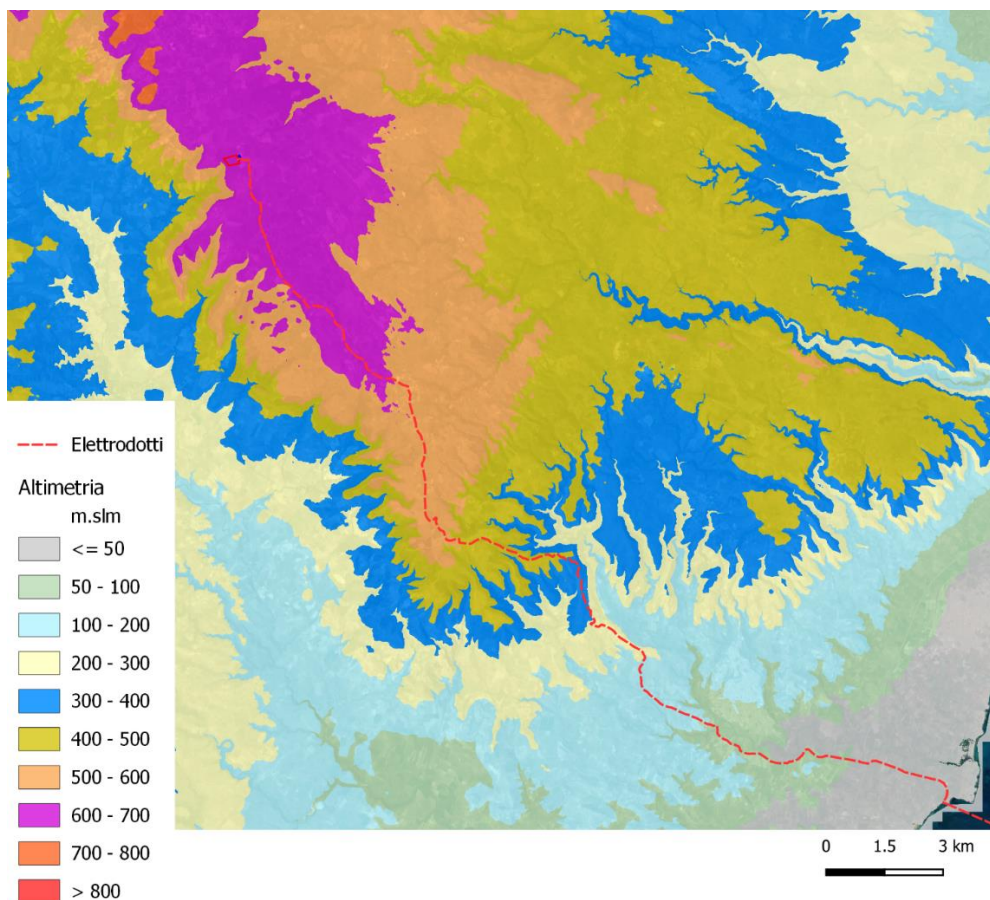 Elettrodotti
Altimetria
m.slm
<= 50
50 - 100
100 - 200
200 - 300
300 - 400
400 - 500
500 - 600
600 - 700
700 - 800
> 800
0 1.5 3 km